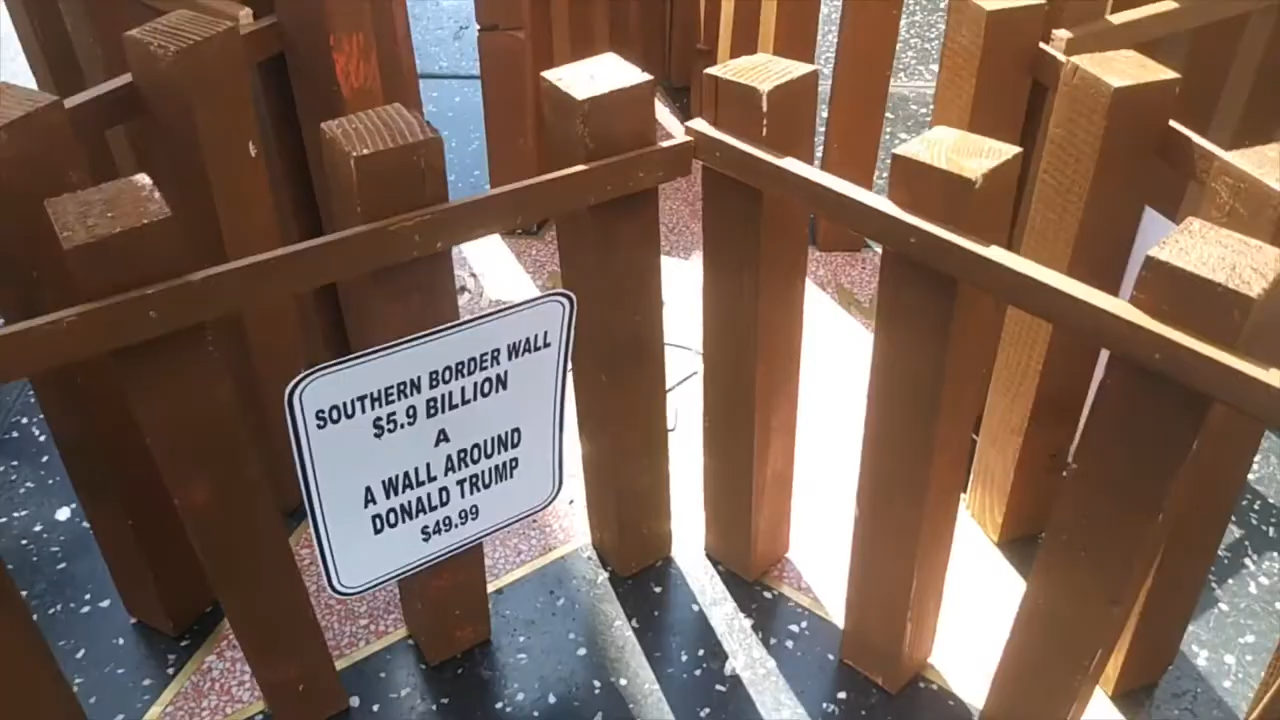 SOUTHERN BORDER WALL
$5.9 BILLION
A
A WALL AROUND
DONALD TRUMP
$49.99